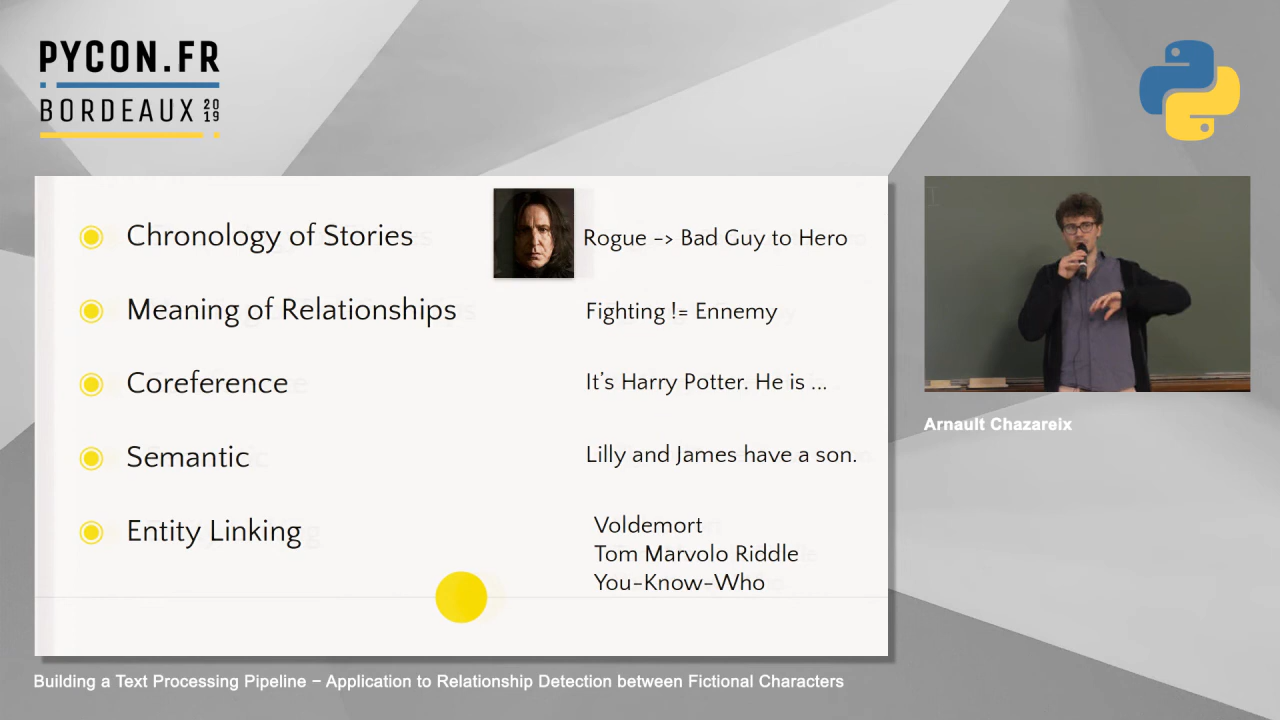 PYCON.FR
BORDEAUX 2019
Chronology of Stories
Rogue -> Bad Guy to Hero
Meaning of Relationships
Fighting != Ennemy
Coreference
It's Harry Potter. He is ...
Semantic
Lilly and James have a son.
Entity Linking
Voldemort
Tom Marvolo Riddle
You-Know-Who
Arnault Chazareix
Building a Text Processing Pipeline – Application to Relationship Detection between Fictional Characters